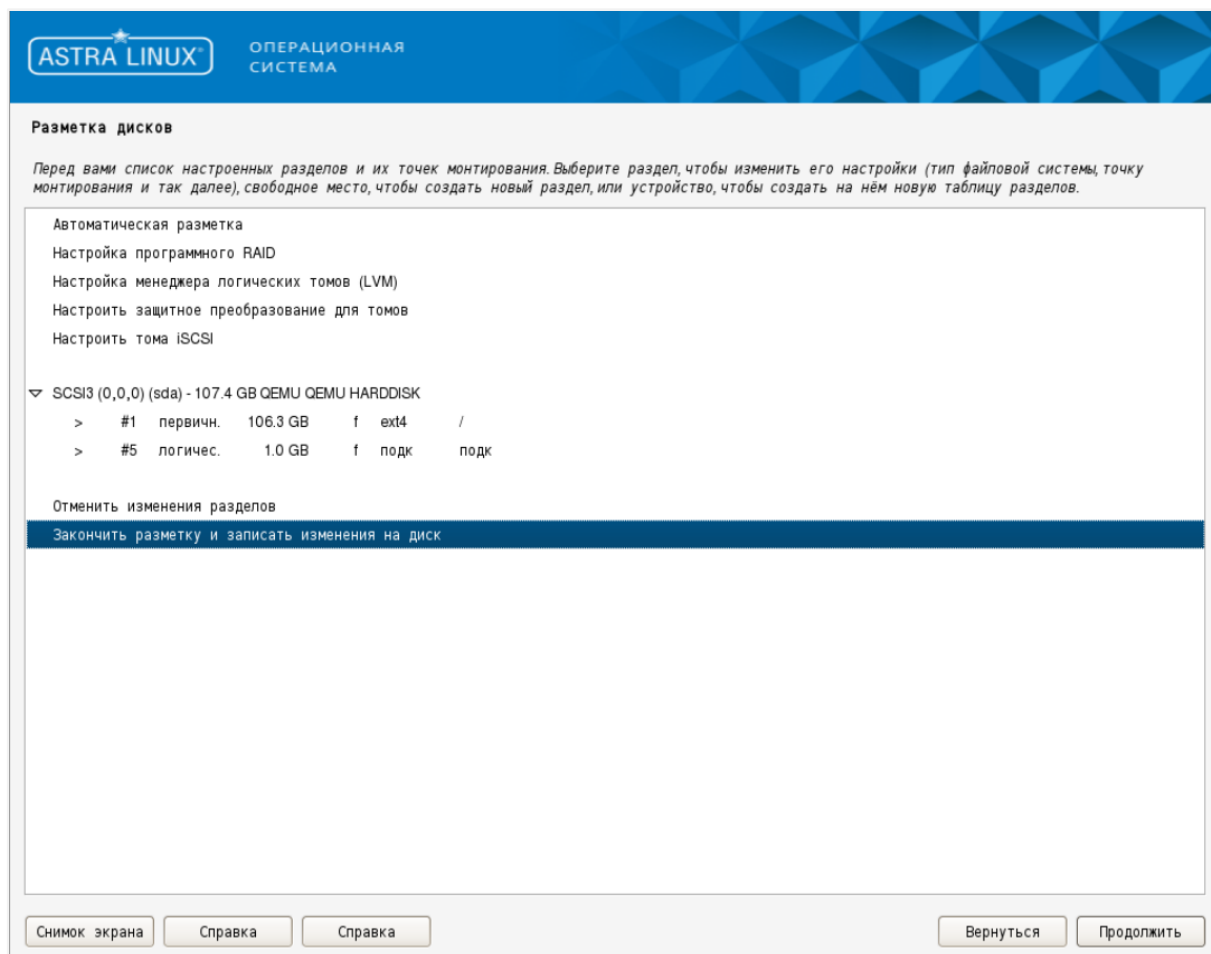 ASTRA LINUX®
ОПЕРАЦИОННАЯ
СИСТЕМА
Разметка дисков
Перед вами список настроенных разделов и их точек монтирования. Выберите раздел, чтобы изменить его настройки (тип файловой системы, точку
монтирования и так далее), свободное место, чтобы создать новый раздел, или устройство, чтобы создать на нём новую таблицу разделов.
Автоматическая разметка
Настройка программного RAID
Настройка менеджера логических томов (LVM)
Настроить защитное преобразование для томов
Настроить тома iSCSI
SCSI3 (0,0,0) (sda) - 107.4 GB QEMU QEMU HARDDISK
> #1 первичн. 106.3 GB f ext4 /
> #5 логичес. 1.0 GB f подк подк
Отменить изменения разделов
Закончить разметку и записать изменения на диск
Снимок экрана Справка Справка Вернуться Продолжить